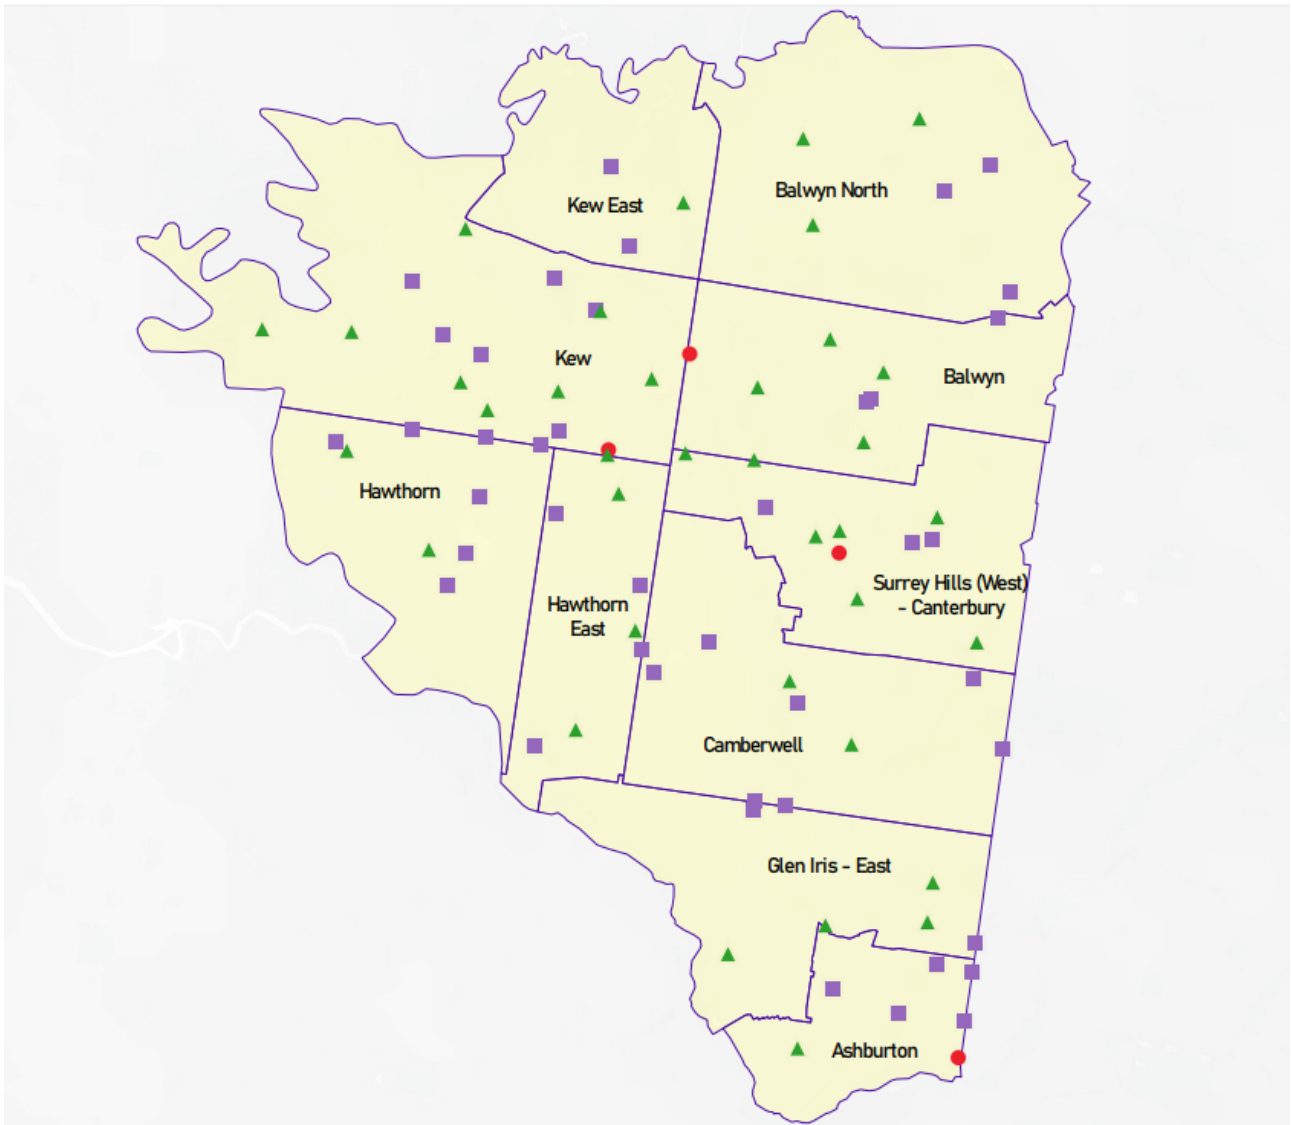 Balwyn North
Kew East
Kew
Balwyn
Hawthorn
Surrey Hills (West)
- Canterbury
Hawthorn
East
Camberwell
Glen Iris - East
Ashburton